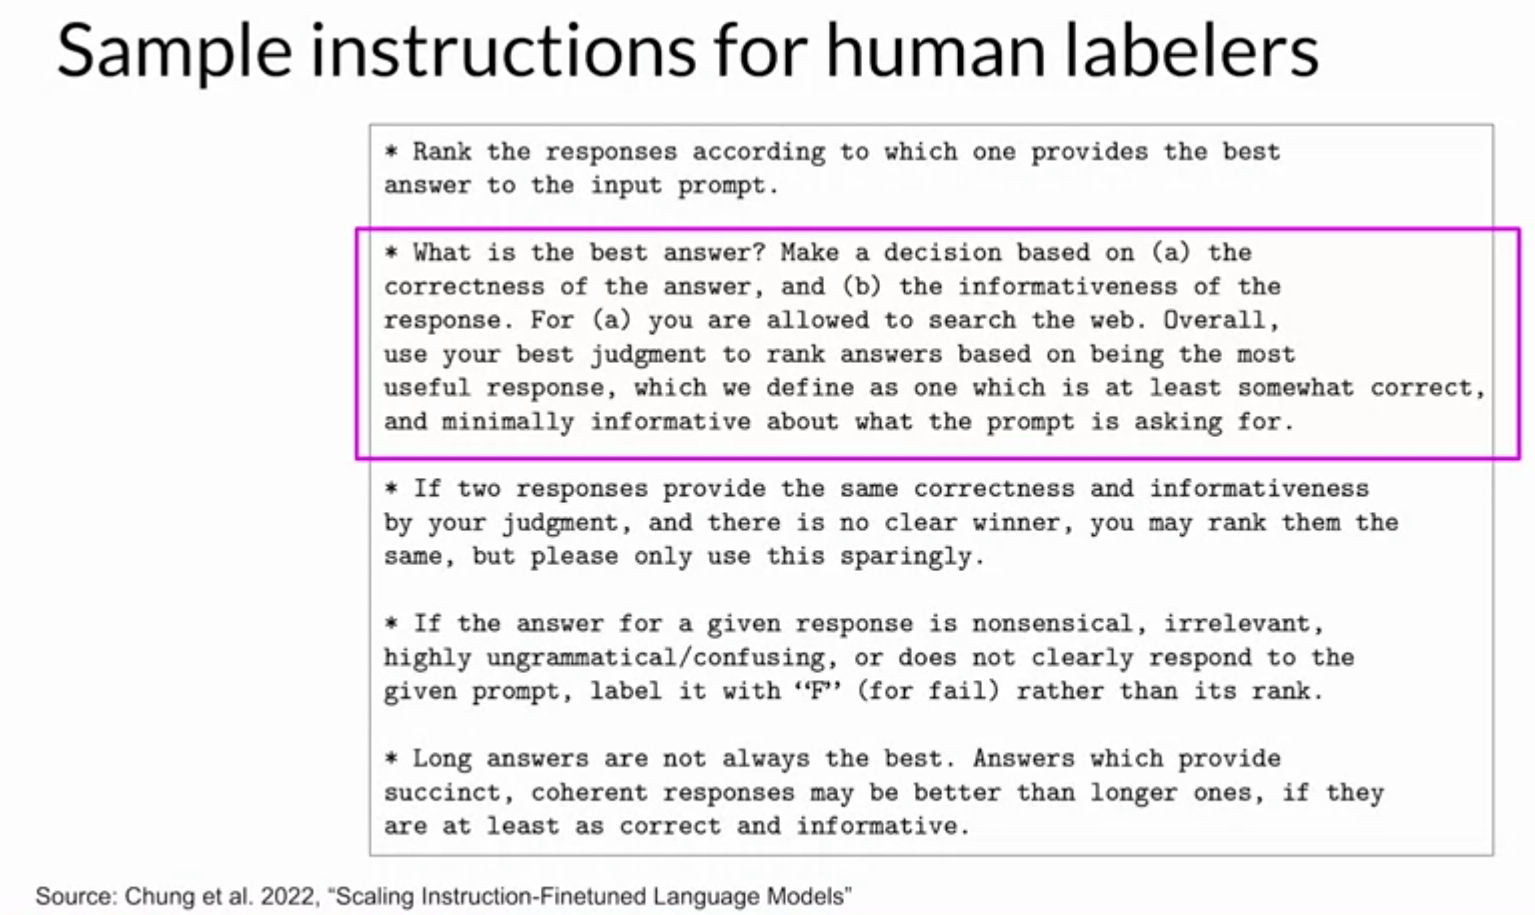 Sample instructions for human labelers
* Rank the responses according to which one provides the best
answer to the input prompt.
* What is the best answer? Make a decision based on (a) the
correctness of the answer, and (b) the informativeness of the
response. For (a) you are allowed to search the web. Overall,
use your best judgment to rank answers based on being the most
useful response, which we define as one which is at least somewhat correct,
and minimally informative about what the prompt is asking for.
* If two responses provide the same correctness and informativeness
by your judgment, and there is no clear winner, you may rank them the
same, but please only use this sparingly.
* If the answer for a given response is nonsensical, irrelevant,
highly ungrammatical/confusing, or does not clearly respond to the
given prompt, label it with “F” (for fail) rather than its rank.
* Long answers are not always the best. Answers which provide
succinct, coherent responses may be better than longer ones, if they
are at least as correct and informative.
Source: Chung et al. 2022, “Scaling Instruction-Finetuned Language Models”